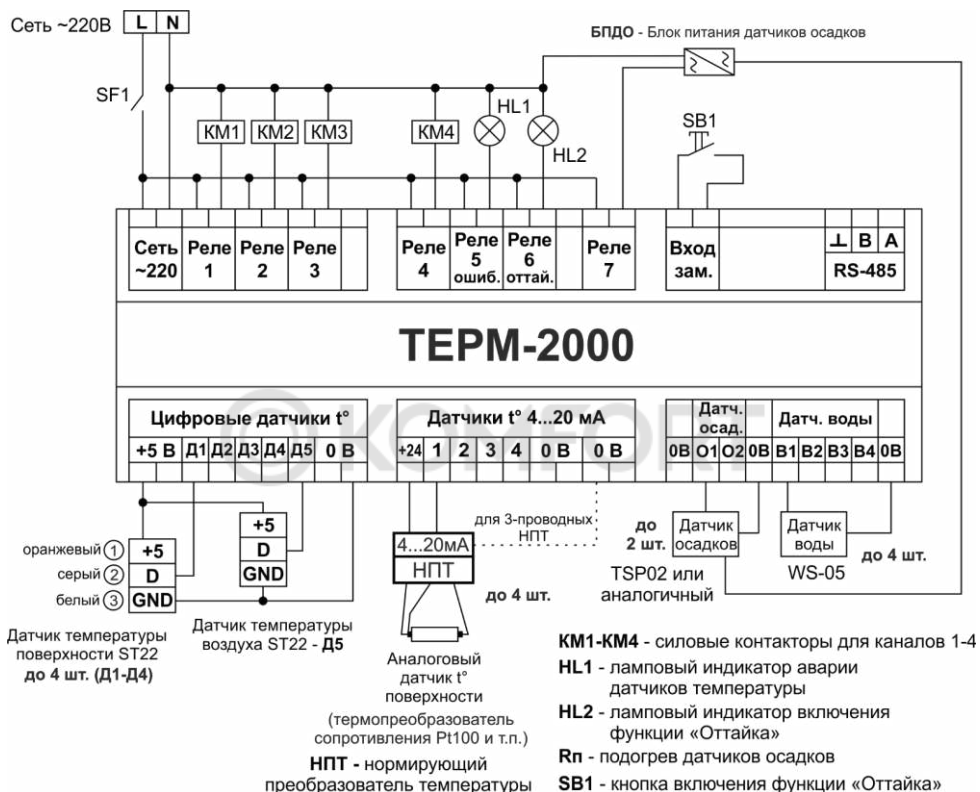 Сеть ~220В
L N
БПДО - Блок питания датчиков осадков
SF1
КМ1 КМ2 КМ3 КМ4
HL1
HL2
SB1
Сеть ~220
Реле 1
Реле 2
Реле 3
Реле 4
Реле 5 ошиб.
Реле 6 оттай.
Реле 7
Вход зам.
⊥ B A
RS-485
ТЕРМ-2000
© KOMFORT
Цифровые датчики t°
+5 В Д1 Д2 Д3 Д4 Д5 0 В
Датчики t° 4...20 мА
+24 1 2 3 4 0 В 0 В
Датч. осад.
Датч. воды
0В О1 О2 0В В1 В2 В3 В4 0В
оранжевый 1 +5
серый 2 D
белый 3 GND
+5
D
GND
Датчик температуры
поверхности ST22
до 4 шт. (Д1-Д4)
Датчик температуры
воздуха ST22 - Д5
4...20мА
НПТ
для 3-проводных
НПТ
до 4 шт.
Аналоговый
датчик t°
поверхности
(термопреобразователь
сопротивления Pt100 и т.п.)
НПТ - нормирующий
преобразователь температуры
до
2 шт.
Датчик
осадков
TSP02 или
аналогичный
Датчик
воды
WS-05
до 4 шт.
КМ1-КМ4 - силовые контакторы для каналов 1-4
HL1 - ламповый индикатор аварии
датчиков температуры
HL2 - ламповый индикатор включения
функции «Оттайка»
Rп - подогрев датчиков осадков
SB1 - кнопка включения функции «Оттайка»